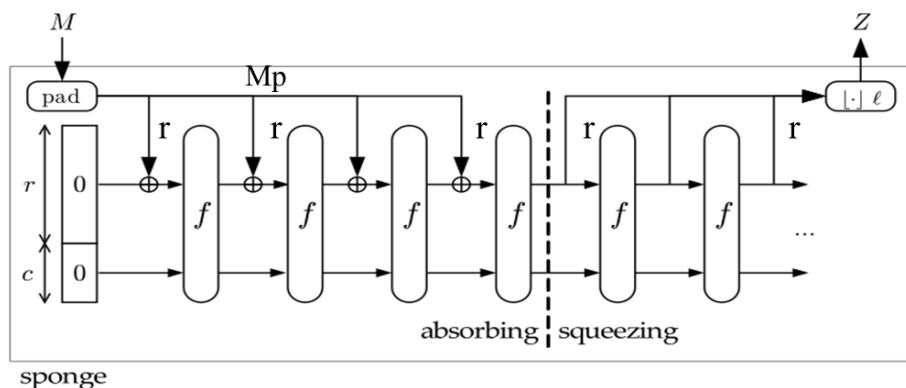 M Z
Mp
pad ⌊·⌋ ℓ
r r r r r
r 0 f f f f f f
...
c 0
absorbing squeezing
sponge